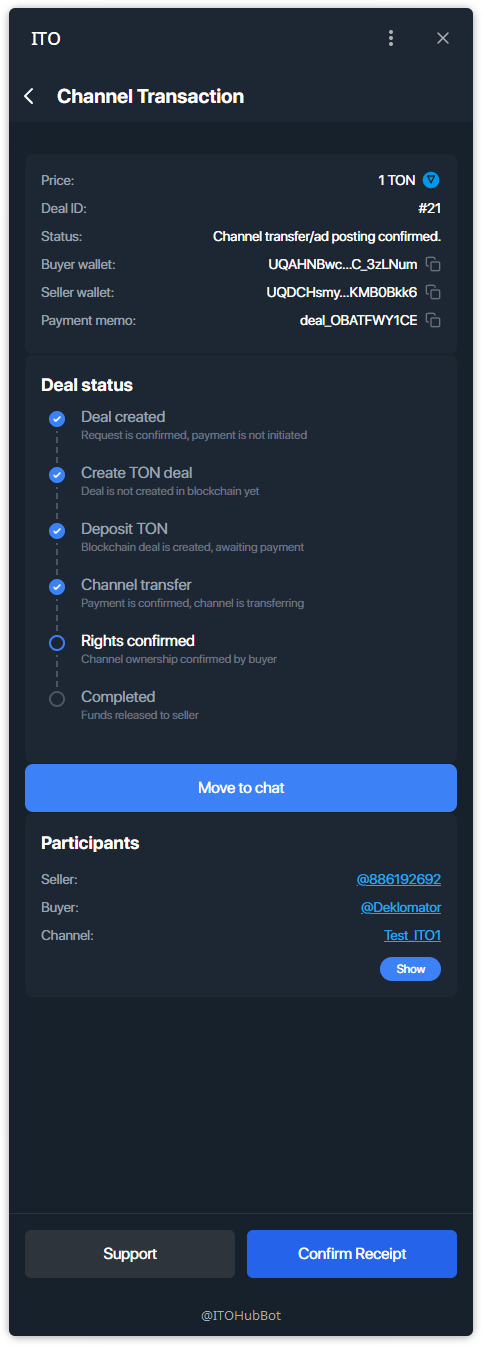 ITO
Channel Transaction
Price: 1 TON
Deal ID: #21
Status: Channel transfer/ad posting confirmed.
Buyer wallet: UQAHNBwc...C_3zLNum
Seller wallet: UQDCHsmy...KMB0Bkk6
Payment memo: deal_OBATFWY1CE
Deal status
Deal created
Request is confirmed, payment is not initiated
Create TON deal
Deal is not created in blockchain yet
Deposit TON
Blockchain deal is created, awaiting payment
Channel transfer
Payment is confirmed, channel is transferring
Rights confirmed
Channel ownership confirmed by buyer
Completed
Funds released to seller
Move to chat
Participants
Seller: @886192692
Buyer: @Deklomator
Channel: Test_ITO1
Show
Support Confirm Receipt
@ITOHubBot